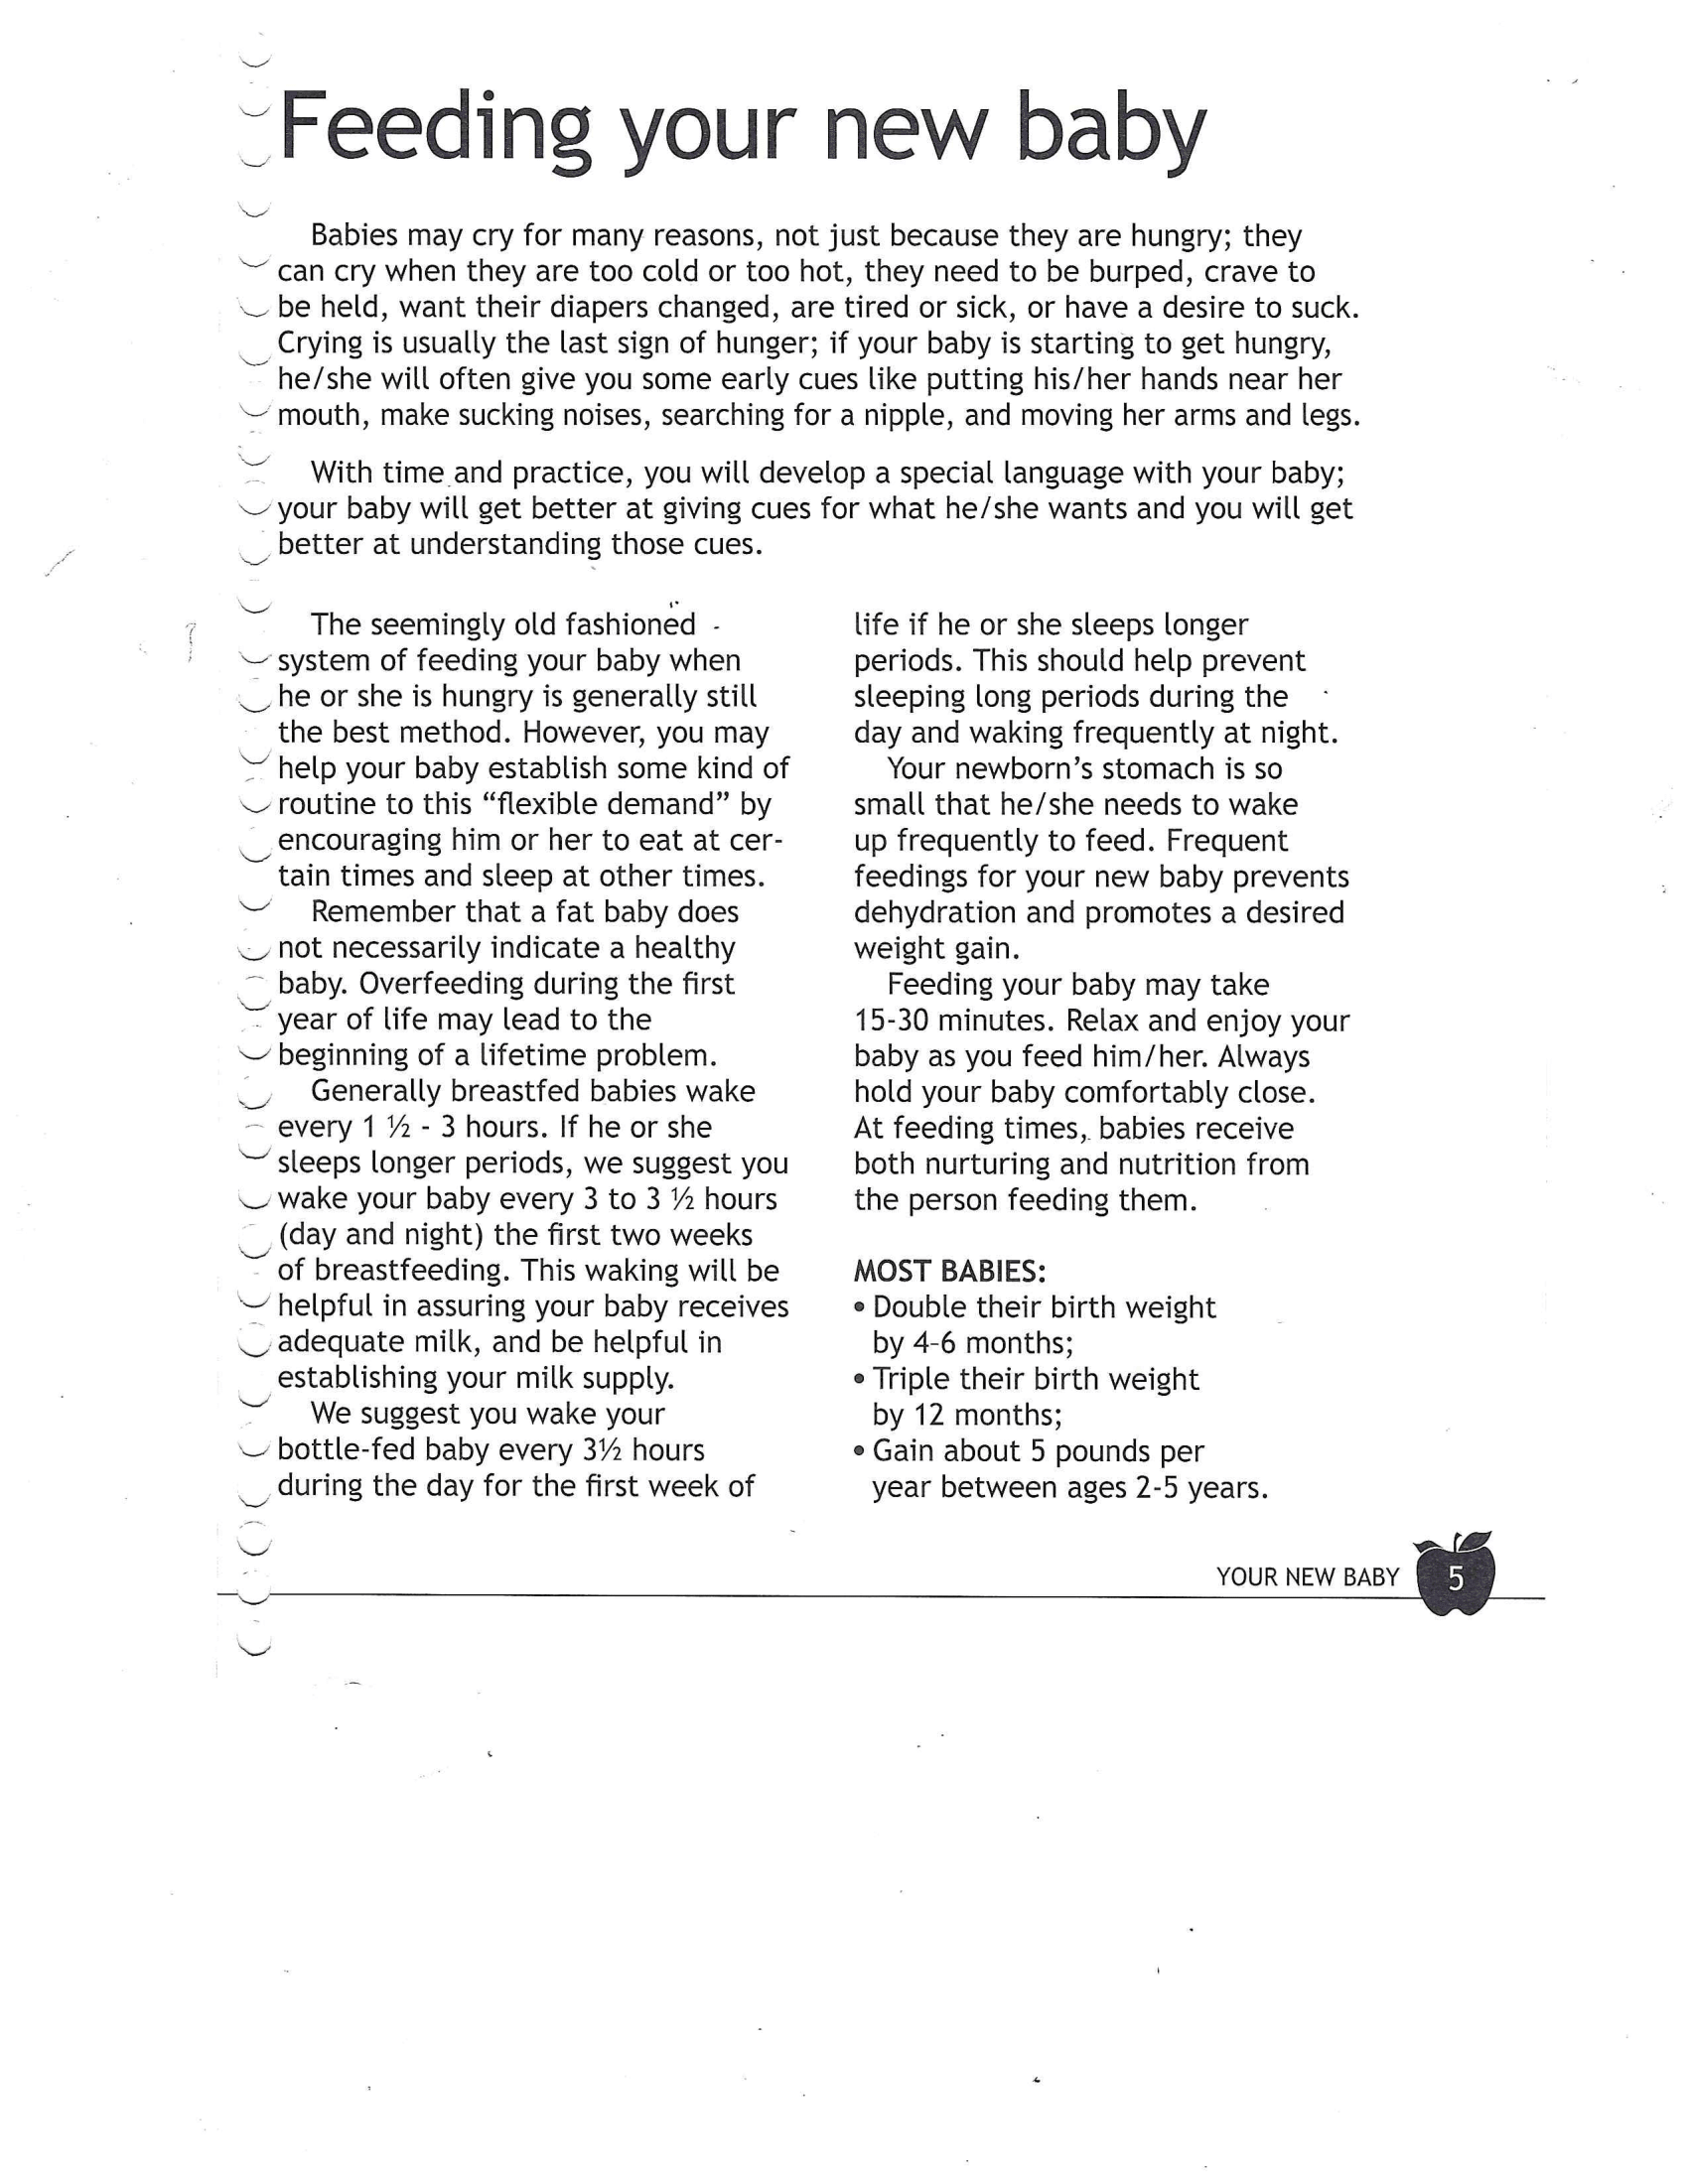 Feeding your new baby
Babies may cry for many reasons, not just because they are hungry; they
can cry when they are too cold or too hot, they need to be burped, crave to
be held, want their diapers changed, are tired or sick, or have a desire to suck.
Crying is usually the last sign of hunger; if your baby is starting to get hungry,
he/she will often give you some early cues like putting his/her hands near her
mouth, make sucking noises, searching for a nipple, and moving her arms and legs.
With time and practice, you will develop a special language with your baby;
your baby will get better at giving cues for what he/she wants and you will get
better at understanding those cues.
The seemingly old fashioned
system of feeding your baby when
he or she is hungry is generally still
the best method. However, you may
help your baby establish some kind of
routine to this “flexible demand” by
encouraging him or her to eat at cer-
tain times and sleep at other times.
Remember that a fat baby does
not necessarily indicate a healthy
baby. Overfeeding during the first
year of life may lead to the
beginning of a lifetime problem.
Generally breastfed babies wake
every 1 ½ - 3 hours. If he or she
sleeps longer periods, we suggest you
wake your baby every 3 to 3 ½ hours
(day and night) the first two weeks
of breastfeeding. This waking will be
helpful in assuring your baby receives
adequate milk, and be helpful in
establishing your milk supply.
We suggest you wake your
bottle-fed baby every 3½ hours
during the day for the first week of
life if he or she sleeps longer
periods. This should help prevent
sleeping long periods during the
day and waking frequently at night.
Your newborn’s stomach is so
small that he/she needs to wake
up frequently to feed. Frequent
feedings for your new baby prevents
dehydration and promotes a desired
weight gain.
Feeding your baby may take
15-30 minutes. Relax and enjoy your
baby as you feed him/her. Always
hold your baby comfortably close.
At feeding times, babies receive
both nurturing and nutrition from
the person feeding them.
MOST BABIES:
• Double their birth weight
by 4-6 months;
• Triple their birth weight
by 12 months;
• Gain about 5 pounds per
year between ages 2-5 years.
YOUR NEW BABY 5